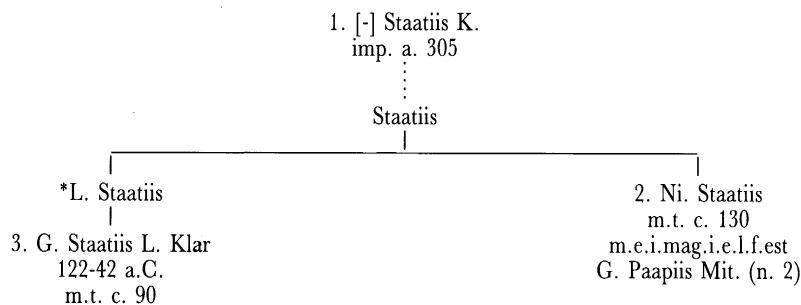 1. [-] Staatiis K.
imp. a. 305
Staatiis
*L. Staatiis
3. G. Staatiis L. Klar
122-42 a.C.
m.t. c. 90
2. Ni. Staatiis
m.t. c. 130
m.e.i.mag.i.e.l.f.est
G. Paapiis Mit. (n. 2)